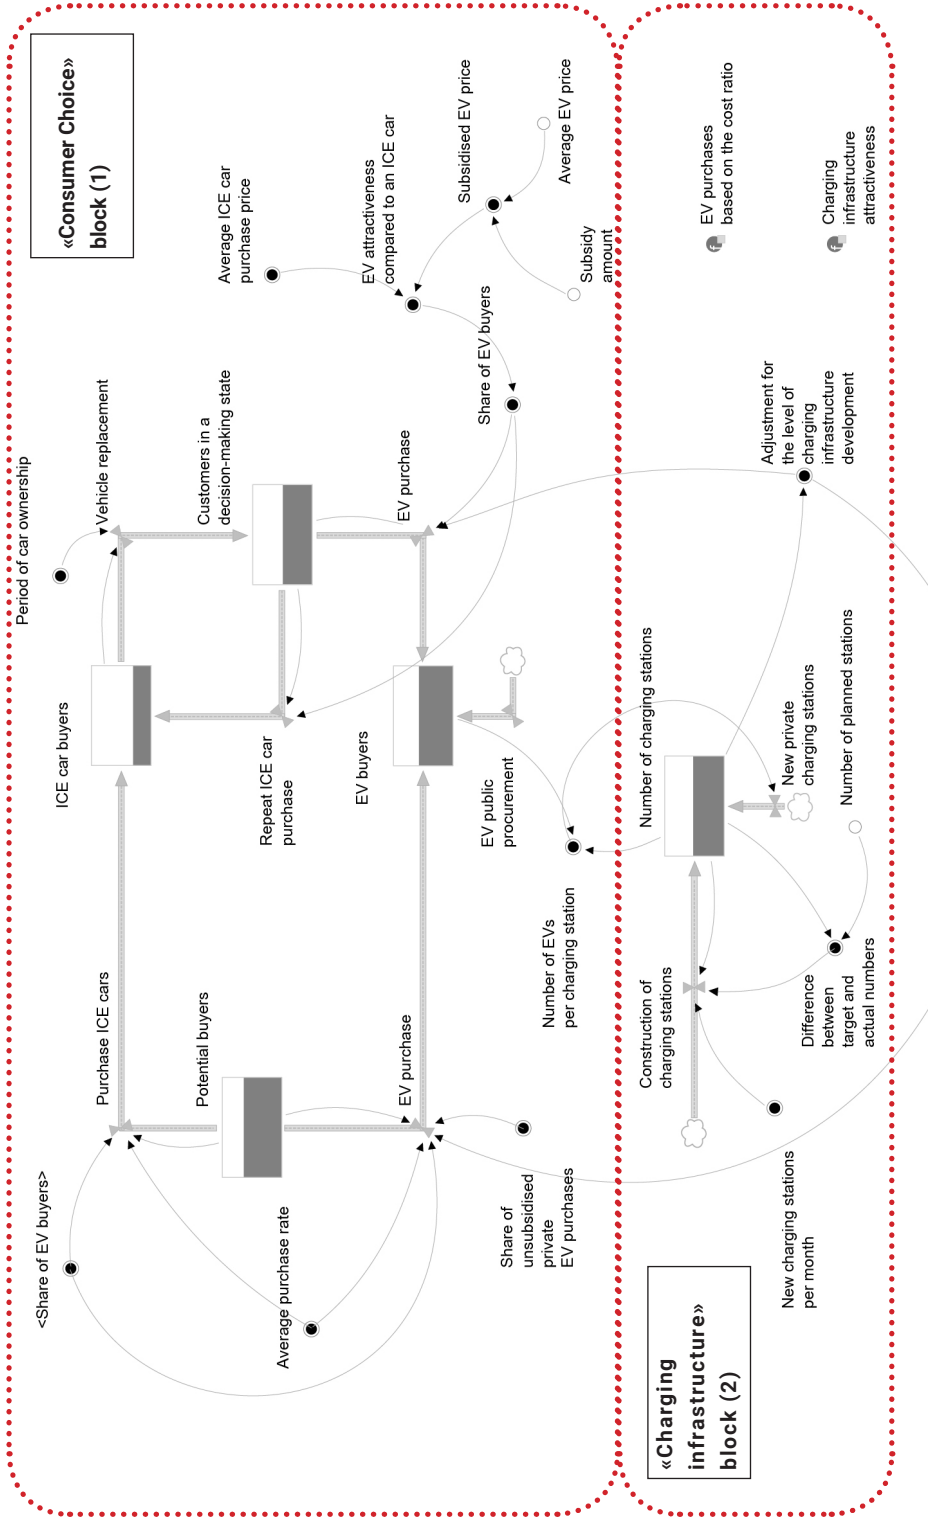 «Consumer Choice»
block (1)
Period of car ownership
Vehicle replacement
ICE car buyers
Customers in a
decision-making state
Average ICE car
purchase price
EV attractiveness
compared to an ICE car
Subsidised EV price
Average EV price
Subsidy
amount
Share of EV buyers
EV purchase
Repeat ICE car
purchase
EV buyers
EV public
procurement
Purchase ICE cars
Potential buyers
<Share of EV buyers>
Average purchase rate
EV purchase
Share of
unsubsidised
private
EV purchases
Number of EVs
per charging station
«Charging
infrastructure»
block (2)
Construction of
charging stations
Number of charging stations
New private
charging stations
Number of planned stations
Difference
between
target and
actual numbers
New charging stations
per month
Adjustment for
the level of
charging
infrastructure
development
EV purchases
based on the cost ratio
Charging
infrastructure
attractiveness